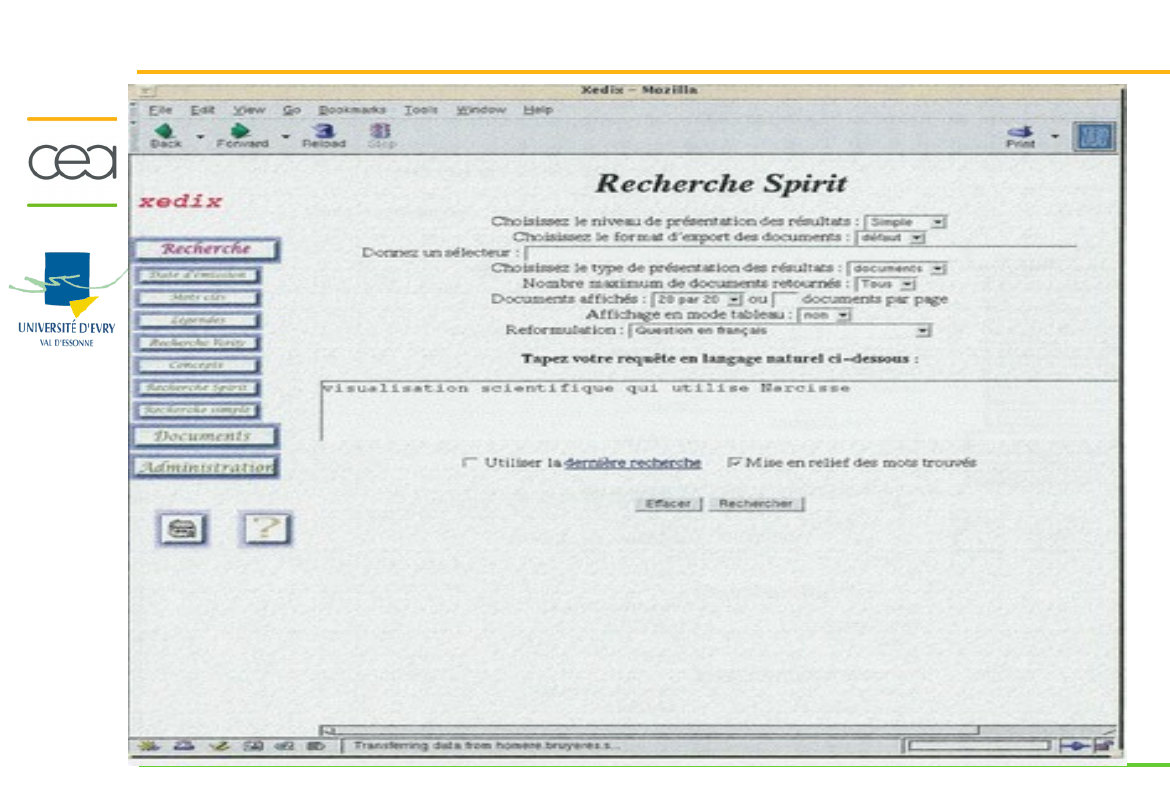 Xedix - Mozilla
File Edit View Go Bookmarks Tools Window Help
Back Forward Reload Stop Print
cea
UNIVERSITÉ D'EVRY
VAL D'ESSONNE
xedix
Recherche
Date d'émission
Mots clés
Légendes
Recherche Verity
Concepts
Recherche Spirit
Recherche simple
Documents
Administration
?
Recherche Spirit
Choisissez le niveau de présentation des résultats : Simple
Choisissez le format d'export des documents : défaut
Donnez un sélecteur :
Choisissez le type de présentation des résultats : documents
Nombre maximum de documents retournés : Tous
Documents affichés : 20 par 20 ou documents par page
Affichage en mode tableau : non
Reformulation : Question en français
Tapez votre requête en langage naturel ci-dessous :
visualisation scientifique qui utilise Narcisse
Utiliser la dernière recherche Mise en relief des mots trouvés
Effacer Rechercher
Transferring data from homere.bruyeres.s...